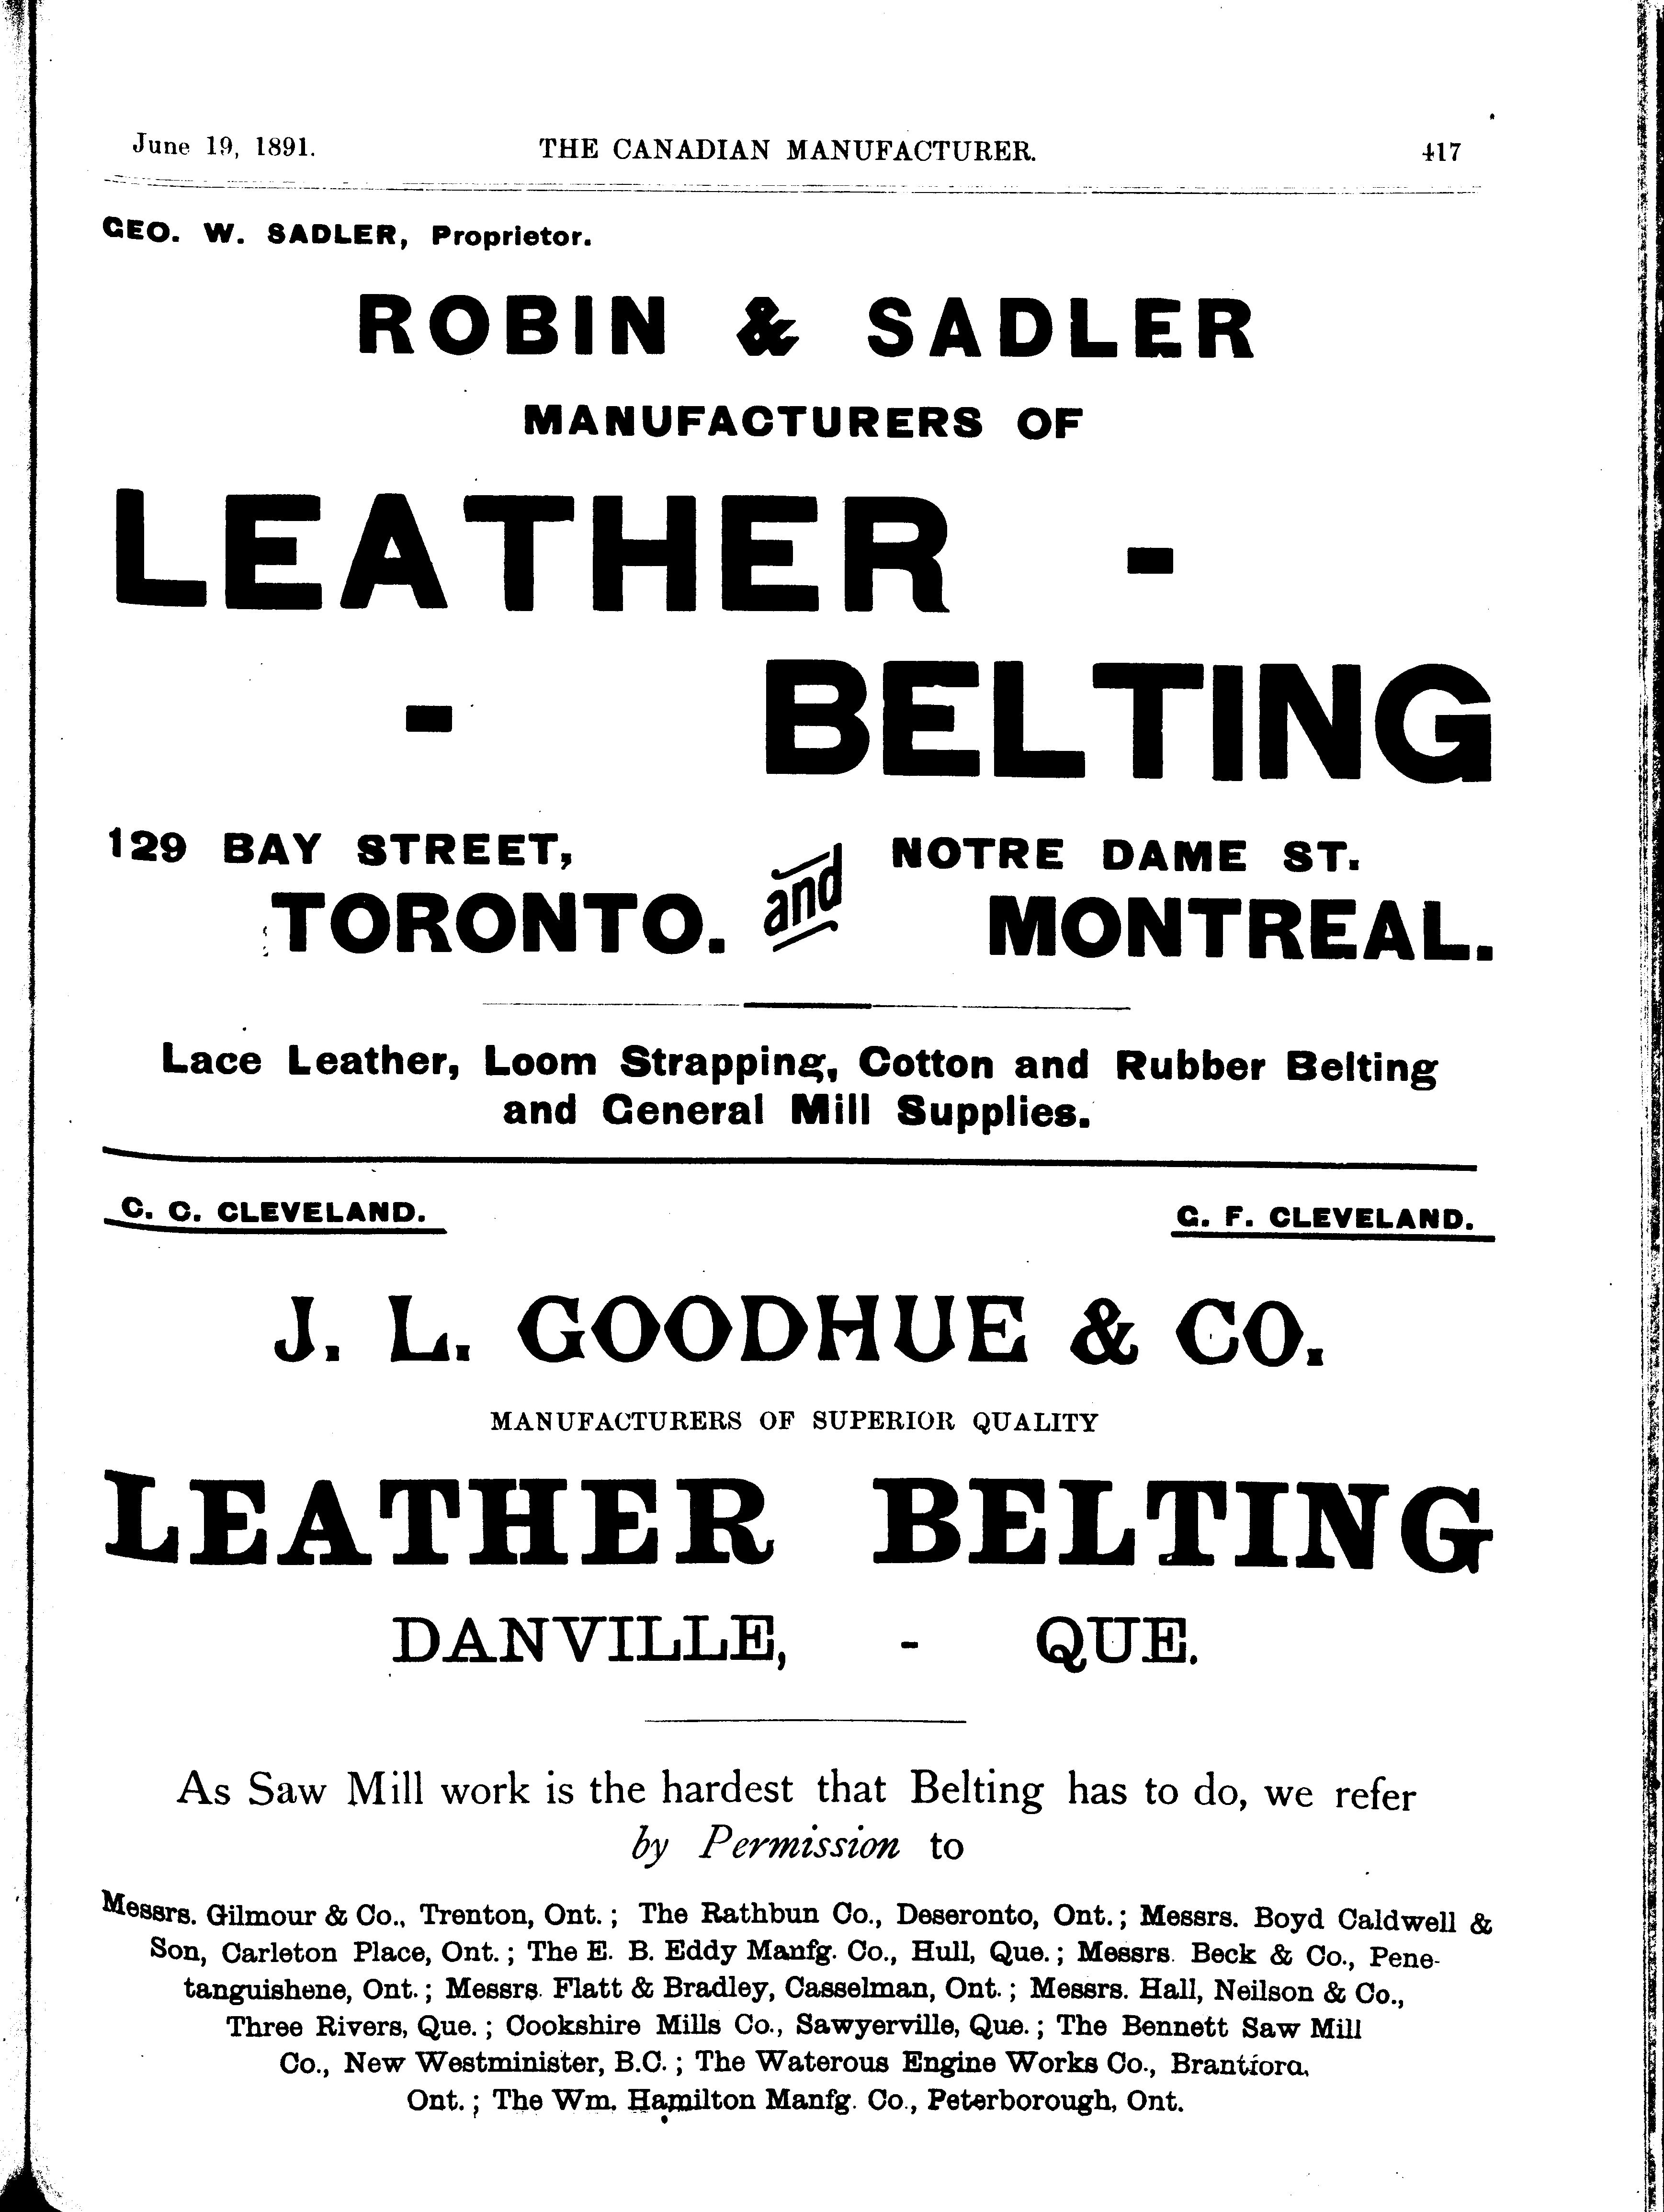 June 19, 1891. THE CANADIAN MANUFACTURER. 417
GEO. W. SADLER, Proprietor.
ROBIN & SADLER
MANUFACTURERS OF
LEATHER -
- BELTING
129 BAY STREET, and NOTRE DAME ST.
TORONTO. MONTREAL.
Lace Leather, Loom Strapping, Cotton and Rubber Belting
and General Mill Supplies.
C. C. CLEVELAND. G. F. CLEVELAND.
J. L. GOODHUE & CO.
MANUFACTURERS OF SUPERIOR QUALITY
LEATHER BELTING
DANVILLE, - QUE.
As Saw Mill work is the hardest that Belting has to do, we refer
by Permission to
Messrs. Gilmour & Co., Trenton, Ont.; The Rathbun Co., Deseronto, Ont.; Messrs. Boyd Caldwell &
Son, Carleton Place, Ont.; The E. B. Eddy Manfg. Co., Hull, Que.; Messrs. Beck & Co., Pene-
tanguishene, Ont.; Messrs. Flatt & Bradley, Casselman, Ont.; Messrs. Hall, Neilson & Co.,
Three Rivers, Que.; Cookshire Mills Co., Sawyerville, Que.; The Bennett Saw Mill
Co., New Westminister, B.C.; The Waterous Engine Works Co., Brantford,
Ont.; The Wm. Hamilton Manfg. Co., Peterborough, Ont.